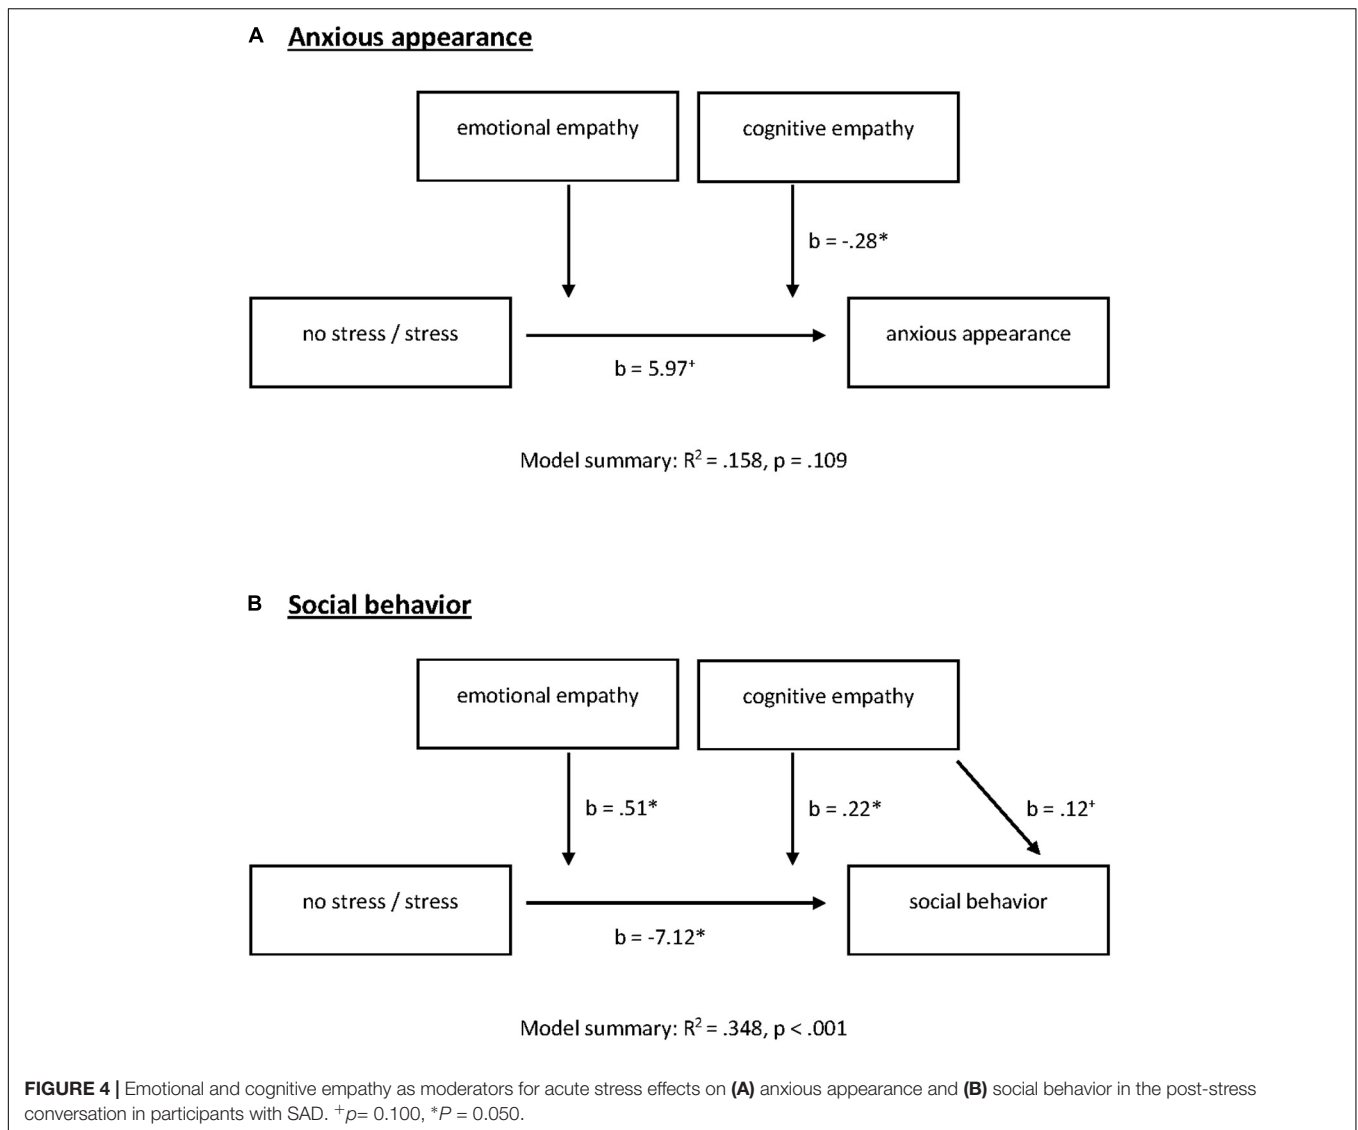 A Anxious appearance
emotional empathy
cognitive empathy
b = -.28*
no stress / stress
anxious appearance
b = 5.97⁺
Model summary: R² = .158, p = .109
B Social behavior
emotional empathy
cognitive empathy
b = .51*
b = .22*
b = .12⁺
no stress / stress
social behavior
b = -7.12*
Model summary: R² = .348, p < .001
FIGURE 4 | Emotional and cognitive empathy as moderators for acute stress effects on (A) anxious appearance and (B) social behavior in the post-stress
conversation in participants with SAD. ⁺p= 0.100, *P = 0.050.